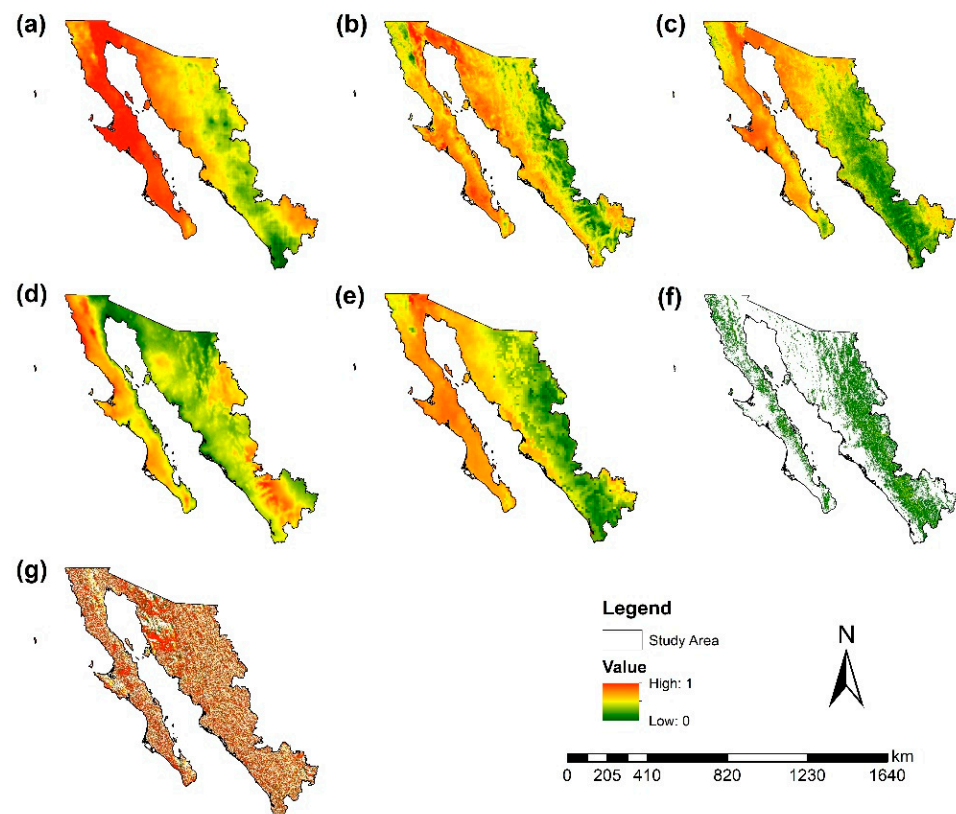 (a)
(b)
(c)
(d)
(e)
(f)
(g)
Legend
Study Area
Value
High: 1
Low: 0
N
km
0 205 410 820 1230 1640